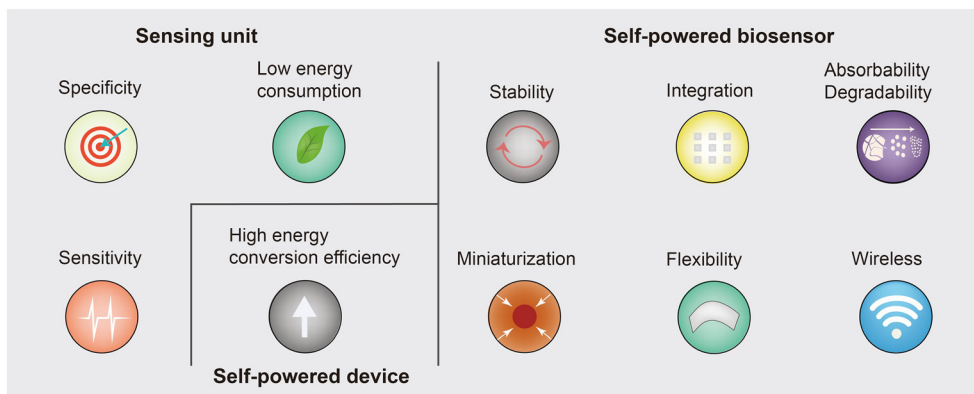 Sensing unit
Self-powered biosensor
Specificity
Low energy
consumption
Stability
Integration
Absorbability
Degradability
Sensitivity
High energy
conversion efficiency
Miniaturization
Flexibility
Wireless
Self-powered device